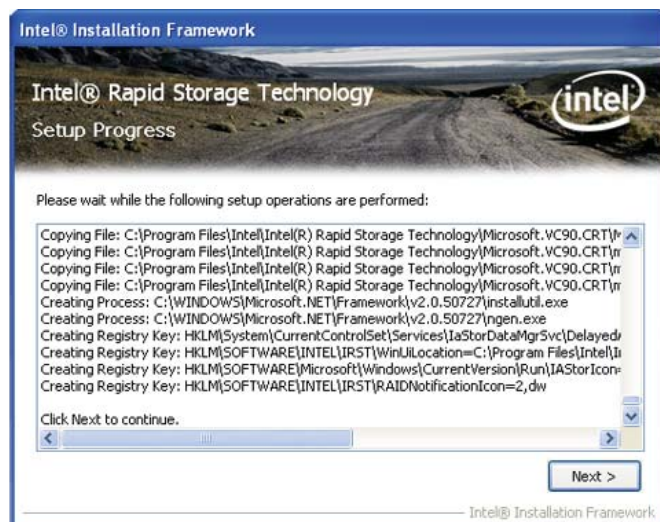 Intel® Installation Framework
Intel® Rapid Storage Technology
Setup Progress
intel
Please wait while the following setup operations are performed:
Copying File: C:\Program Files\Intel\Intel(R) Rapid Storage Technology\Microsoft.VC90.CRT\
Copying File: C:\Program Files\Intel\Intel(R) Rapid Storage Technology\Microsoft.VC90.CRT\m
Copying File: C:\Program Files\Intel\Intel(R) Rapid Storage Technology\Microsoft.VC90.CRT\m
Copying File: C:\Program Files\Intel\Intel(R) Rapid Storage Technology\Microsoft.VC90.CRT\m
Creating Process: C:\WINDOWS\Microsoft.NET\Framework\v2.0.50727\installutil.exe
Creating Process: C:\WINDOWS\Microsoft.NET\Framework\v2.0.50727\ngen.exe
Creating Registry Key: HKLM\System\CurrentControlSet\Services\IaStorDataMgrSvc\Delayed
Creating Registry Key: HKLM\SOFTWARE\INTEL\IRST\WinUiLocation=C:\Program Files\Intel\
Creating Registry Key: HKLM\SOFTWARE\Microsoft\Windows\CurrentVersion\Run\IAStorIcon=
Creating Registry Key: HKLM\SOFTWARE\INTEL\IRST\RAIDNotificationIcon=2,dw
Click Next to continue.
Next >
Intel® Installation Framework